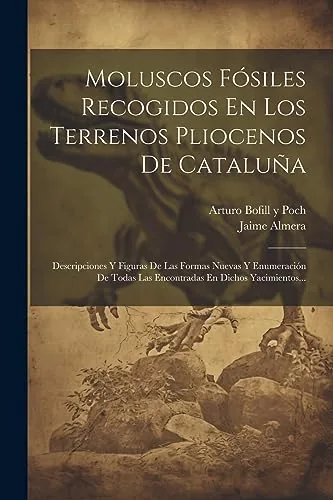 Moluscos Fósiles
Recogidos En Los
Terrenos Pliocenos
De Cataluña
Arturo Bofill y Poch
Jaime Almera
Descripciones Y Figuras De Las Formas Nuevas Y Enumeración
De Todas Las Encontradas En Dichos Yacimientos...